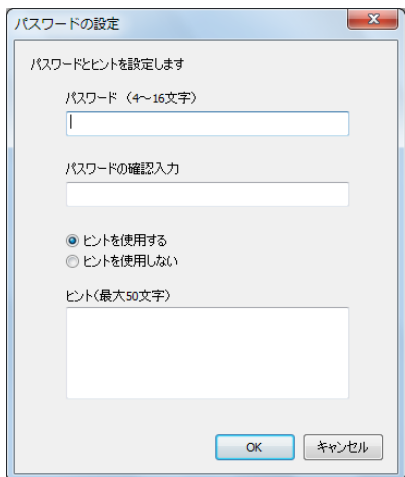 パスワードの設定
パスワードとヒントを設定します
パスワード (4～16文字)
パスワードの確認入力
ヒントを使用する
ヒントを使用しない
ヒント(最大50文字)
OK
キャンセル